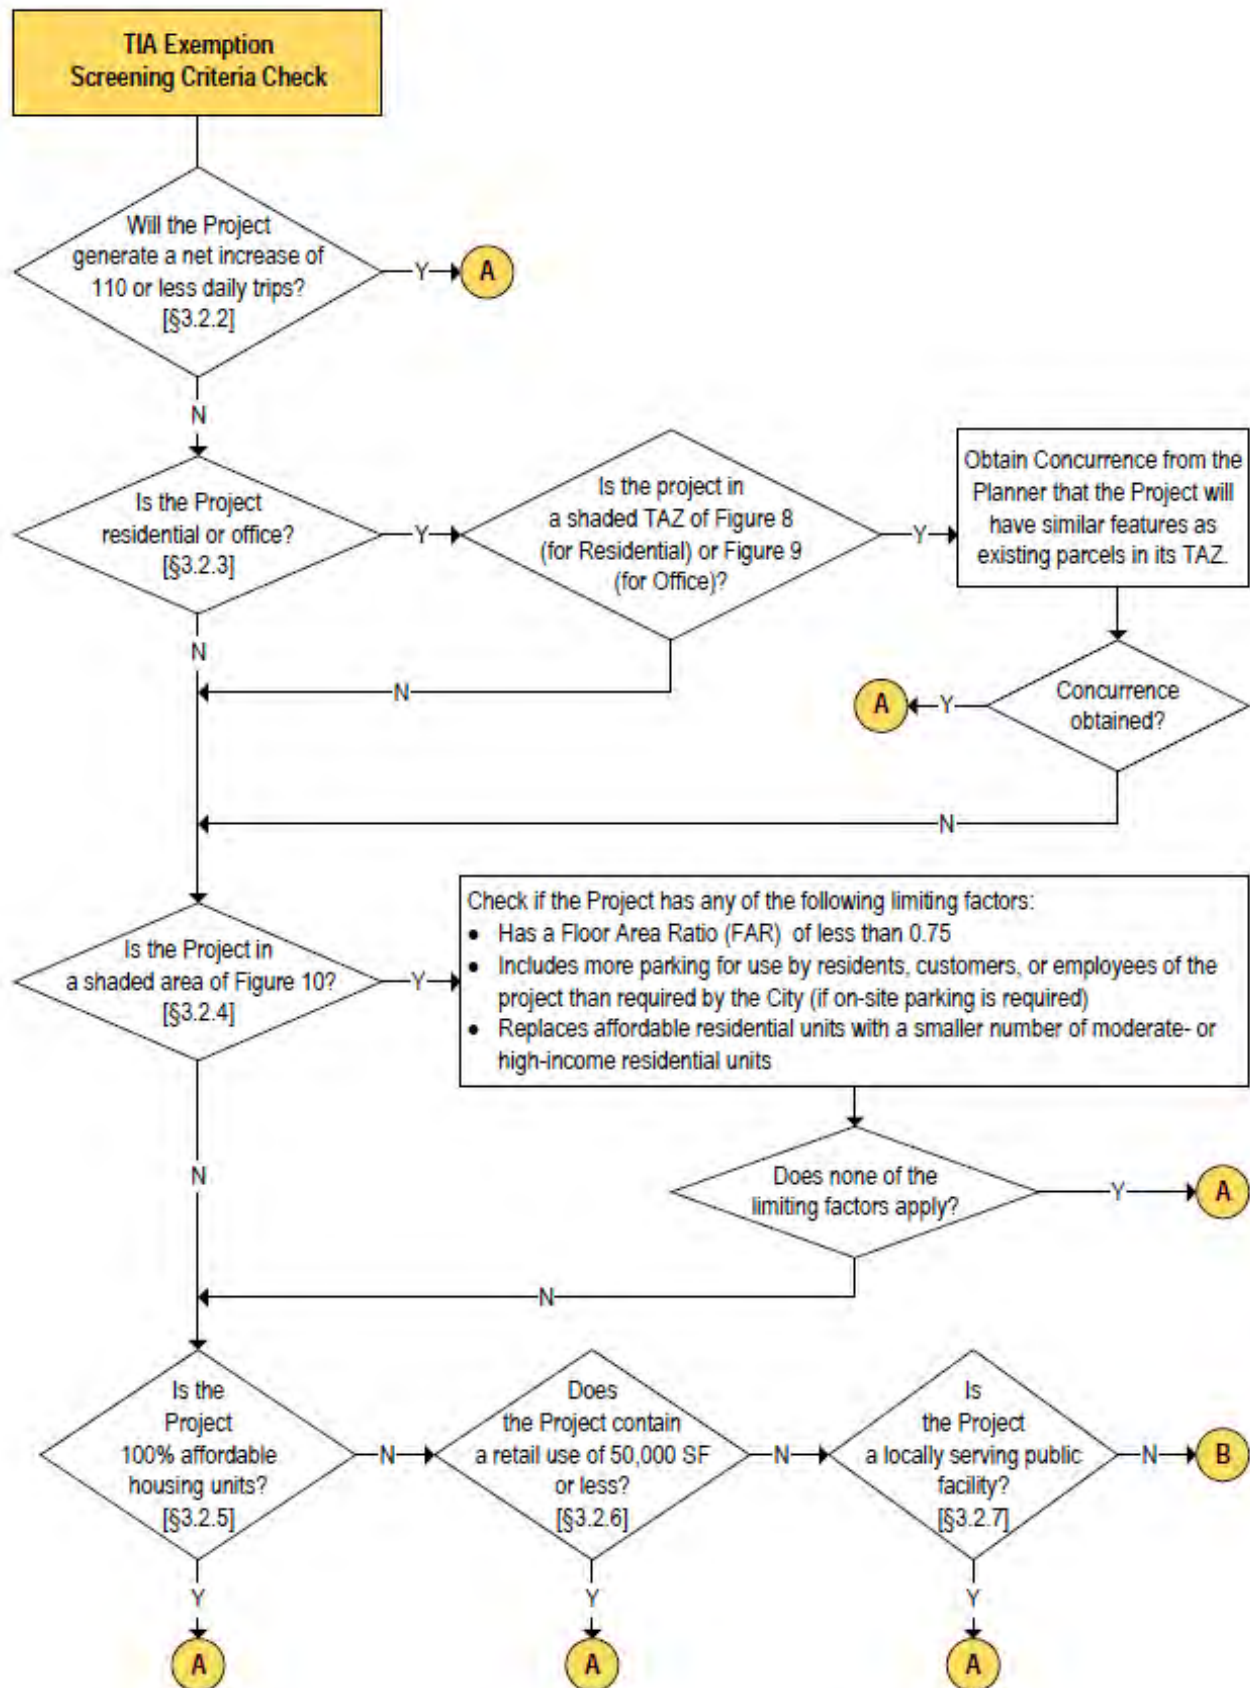 TIA Exemption
Screening Criteria Check
Will the Project
generate a net increase of
110 or less daily trips?
[§3.2.2]
Y
A
N
Is the Project
residential or office?
[§3.2.3]
Y
Is the project in
a shaded TAZ of Figure 8
(for Residential) or Figure 9
(for Office)?
Y
Obtain Concurrence from the
Planner that the Project will
have similar features as
existing parcels in its TAZ.
N
N
Concurrence
obtained?
Y
A
N
Is the Project in
a shaded area of Figure 10?
[§3.2.4]
Y
Check if the Project has any of the following limiting factors:
• Has a Floor Area Ratio (FAR) of less than 0.75
• Includes more parking for use by residents, customers, or employees of the
project than required by the City (if on-site parking is required)
• Replaces affordable residential units with a smaller number of moderate- or
high-income residential units
N
Does none of the
limiting factors apply?
Y
A
N
Is the
Project
100% affordable
housing units?
[§3.2.5]
N
Does
the Project contain
a retail use of 50,000 SF
or less?
[§3.2.6]
N
Is
the Project
a locally serving public
facility?
[§3.2.7]
N
B
Y
Y
Y
A
A
A